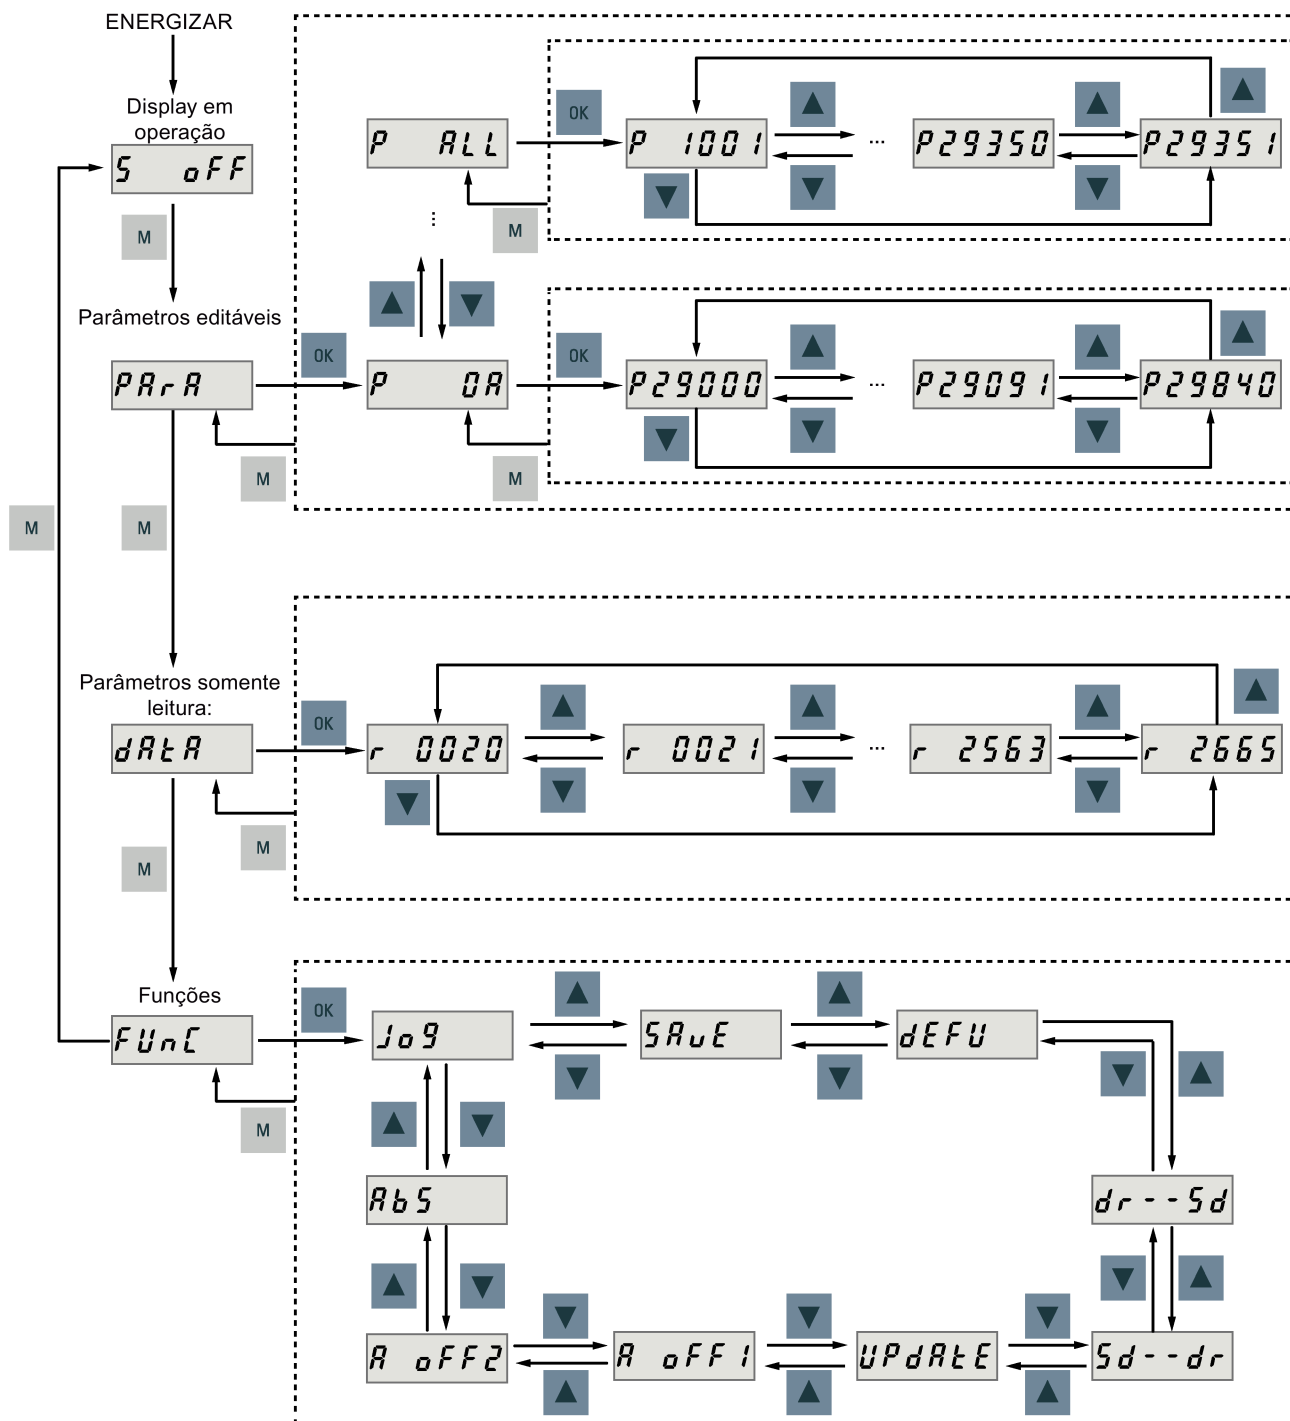 ENERGIZAR
Display em
operação
S oFF
M
Parâmetros editáveis
PArA
OK
M
P ALL
OK
M
P 1001
...
P29350
P29351
...
P 0A
OK
M
P29000
...
P29091
P29840
M
M
Parâmetros somente
leitura:
dAtA
OK
M
r 0020
r 0021
...
r 2563
r 2665
M
Funções
FUnC
OK
M
Jog
SAvE
dEFU
AbS
dr--Sd
A oFF2
A oFF1
UPdAtE
Sd--dr